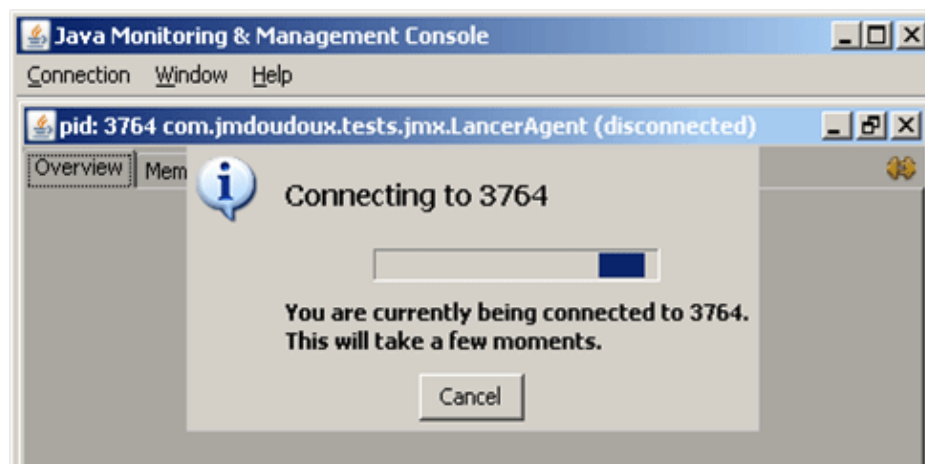 Java Monitoring & Management Console
Connection Window Help
pid: 3764 com.jmdoudoux.tests.jmx.LancerAgent (disconnected)
Overview Mem
Connecting to 3764
You are currently being connected to 3764.
This will take a few moments.
Cancel